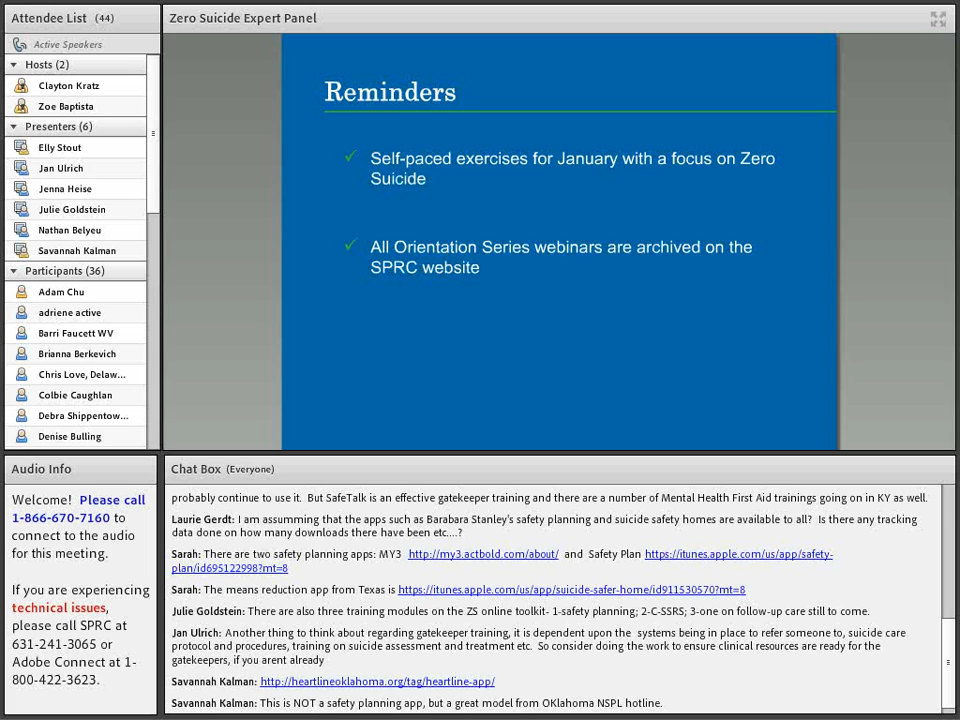 Attendee List (44)
Active Speakers
Hosts (2)
Clayton Kratz
Zoe Baptista
Presenters (6)
Elly Stout
Jan Ulrich
Jenna Heise
Julie Goldstein
Nathan Belyeu
Savannah Kalman
Participants (36)
Adam Chu
adriene active
Barri Faucett WV
Brianna Berkevich
Chris Love, Delaw...
Colbie Caughlan
Debra Shippentow...
Denise Bulling
Zero Suicide Expert Panel
Reminders
✓ Self-paced exercises for January with a focus on Zero
Suicide
✓ All Orientation Series webinars are archived on the
SPRC website
Audio Info
Welcome! Please call
1-866-670-7160 to
connect to the audio
for this meeting.
If you are experiencing
technical issues,
please call SPRC at
631-241-3065 or
Adobe Connect at 1-
800-422-3623.
Chat Box (Everyone)
probably continue to use it. But SafeTalk is an effective gatekeeper training and there are a number of Mental Health First Aid trainings going on in KY as well.
Laurie Gerdt: I am assumming that the apps such as Barabara Stanley's safety planning and suicide safety homes are available to all? Is there any tracking
data done on how many downloads there have been etc....?
Sarah: There are two safety planning apps: MY3 http://my3.actbold.com/about/ and Safety Plan https://itunes.apple.com/us/app/safety-
plan/id695122998?mt=8
Sarah: The means reduction app from Texas is https://itunes.apple.com/us/app/suicide-safer-home/id911530570?mt=8
Julie Goldstein: There are also three training modules on the ZS online toolkit- 1-safety planning; 2-C-SSRS; 3-one on follow-up care still to come.
Jan Ulrich: Another thing to think about regarding gatekeeper training, it is dependent upon the systems being in place to refer someone to, suicide care
protocol and procedures, training on suicide assessment and treatment etc. So consider doing the work to ensure clinical resources are ready for the
gatekeepers, if you arent already
Savannah Kalman: http://heartlineoklahoma.org/tag/heartline-app/
Savannah Kalman: This is NOT a safety planning app, but a great model from OKlahoma NSPL hotline.